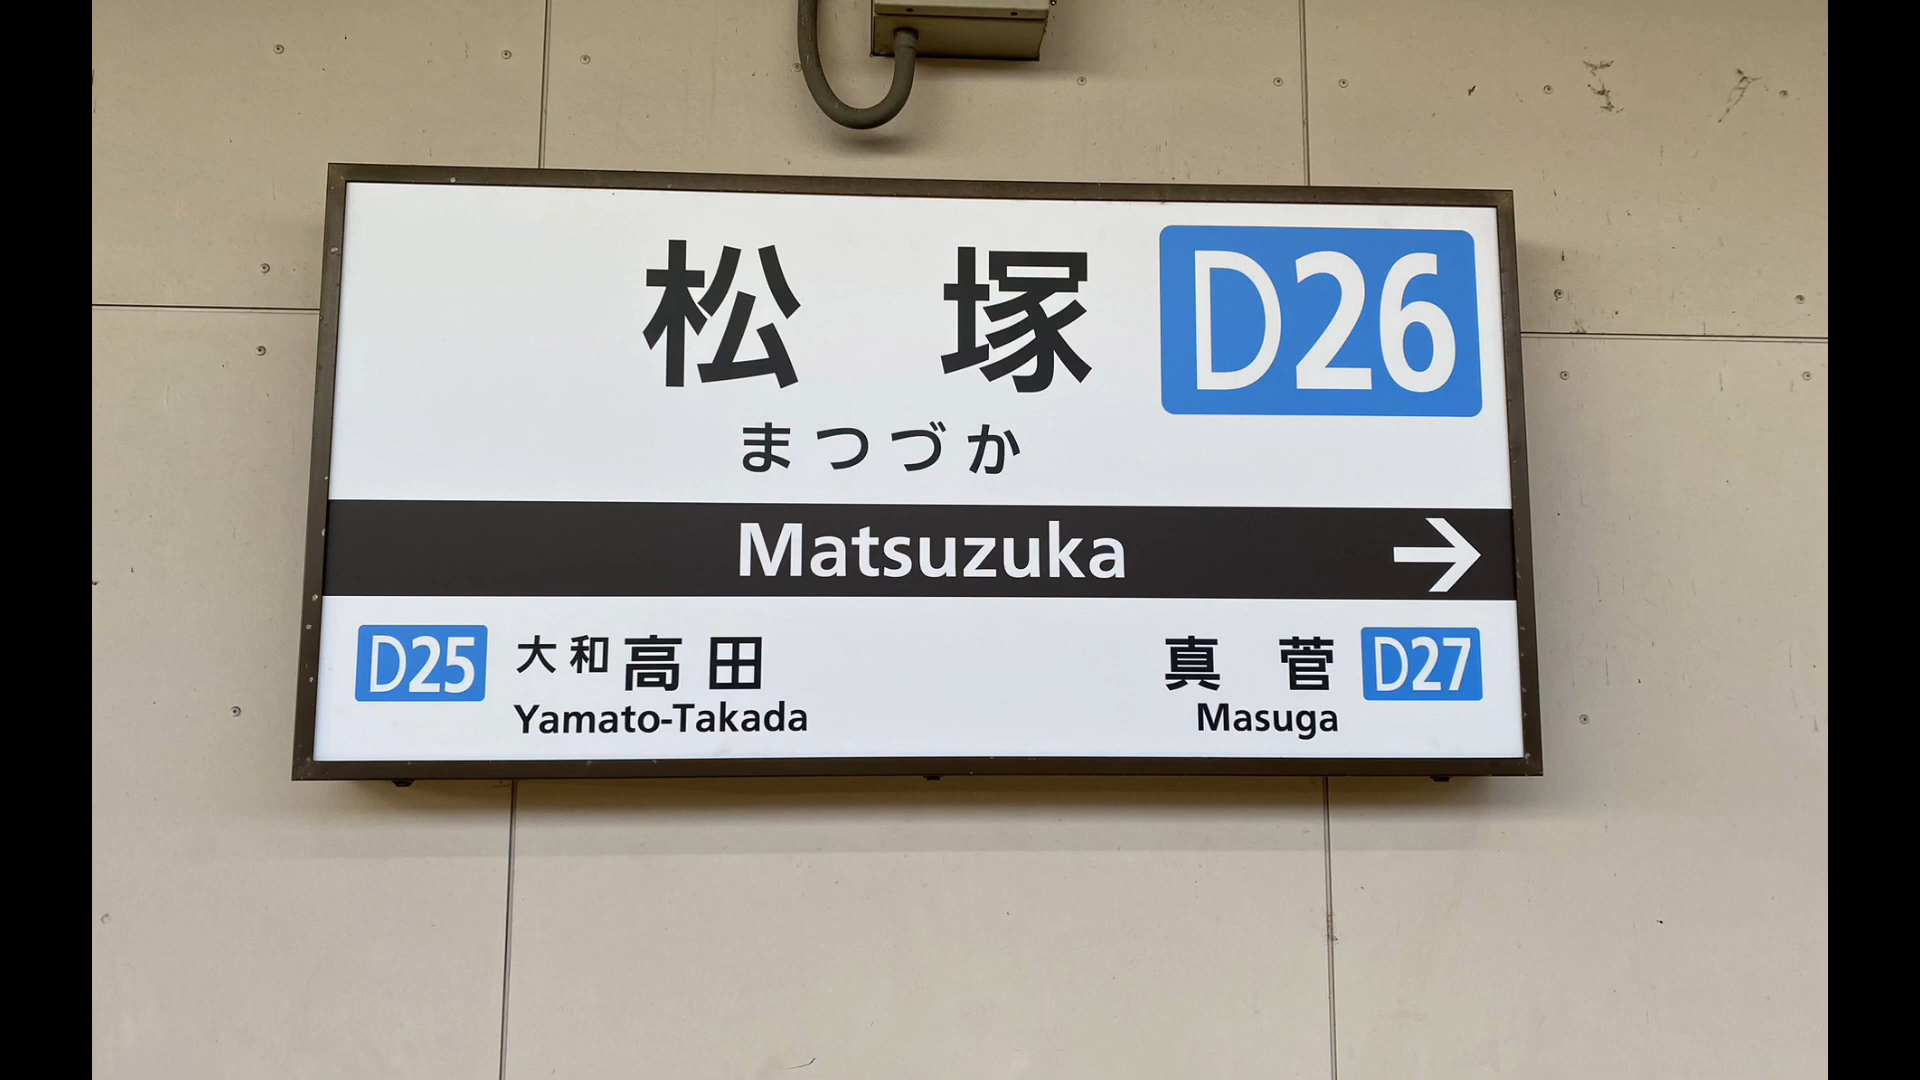 松塚 D26
まつづか
Matsuzuka →
D25 大和高田 真菅 D27
Yamato-Takada Masuga